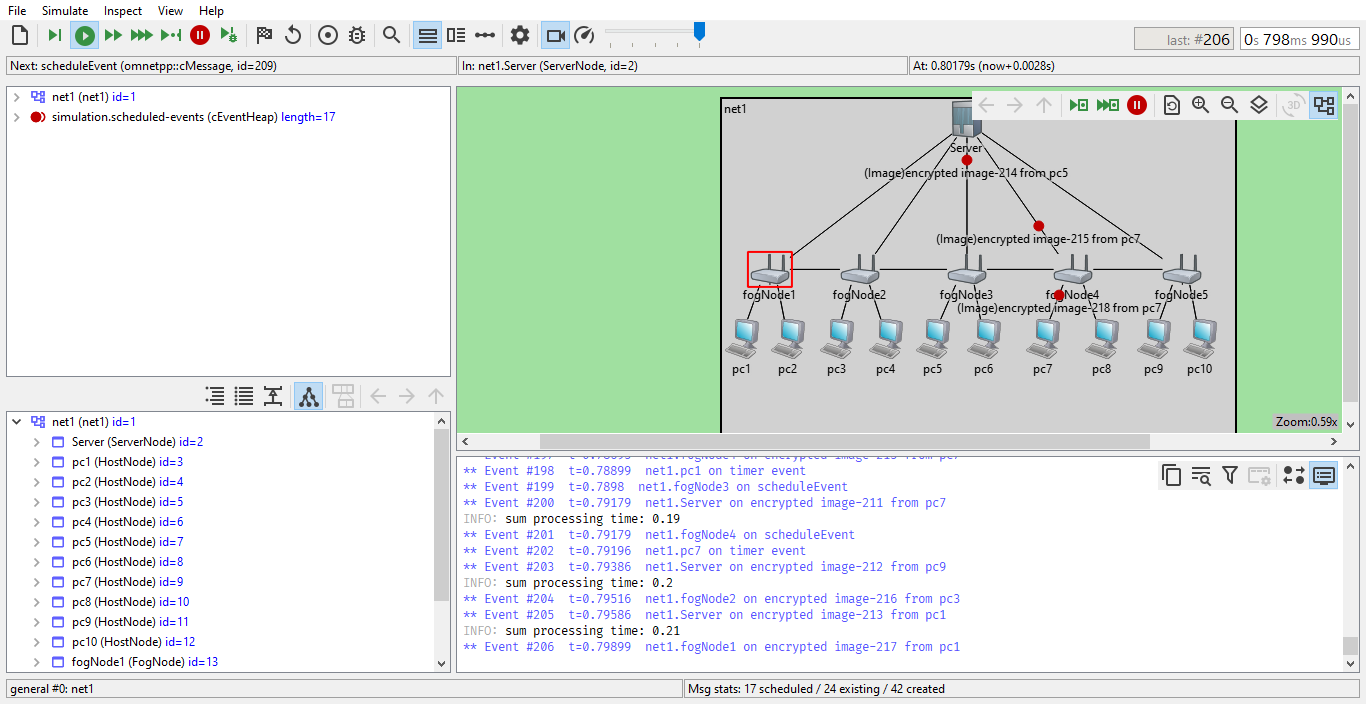 File Simulate Inspect View Help
last: #206 0s 798ms 990us
Next: scheduleEvent (omnetpp::cMessage, id=209) In: net1.Server (ServerNode, id=2) At: 0.80179s (now+0.0028s)
net1 (net1) id=1
simulation.scheduled-events (cEventHeap) length=17
net1
3D
Server
(Image)encrypted image-214 from pc5
(Image)encrypted image-215 from pc7
fogNode1 fogNode2 fogNode3 fogNode4 fogNode5
(Image)encrypted image-218 from pc7
pc1 pc2 pc3 pc4 pc5 pc6 pc7 pc8 pc9 pc10
Zoom:0.59x
net1 (net1) id=1
Server (ServerNode) id=2
pc1 (HostNode) id=3
pc2 (HostNode) id=4
pc3 (HostNode) id=5
pc4 (HostNode) id=6
pc5 (HostNode) id=7
pc6 (HostNode) id=8
pc7 (HostNode) id=9
pc8 (HostNode) id=10
pc9 (HostNode) id=11
pc10 (HostNode) id=12
fogNode1 (FogNode) id=13
** Event #198 t=0.78899 net1.pc1 on timer event
** Event #199 t=0.7898 net1.fogNode3 on scheduleEvent
** Event #200 t=0.79179 net1.Server on encrypted image-211 from pc7
INFO: sum processing time: 0.19
** Event #201 t=0.79179 net1.fogNode4 on scheduleEvent
** Event #202 t=0.79196 net1.pc7 on timer event
** Event #203 t=0.79386 net1.Server on encrypted image-212 from pc9
INFO: sum processing time: 0.2
** Event #204 t=0.79516 net1.fogNode2 on encrypted image-216 from pc3
** Event #205 t=0.79586 net1.Server on encrypted image-213 from pc1
INFO: sum processing time: 0.21
** Event #206 t=0.79899 net1.fogNode1 on encrypted image-217 from pc1
general #0: net1 Msg stats: 17 scheduled / 24 existing / 42 created